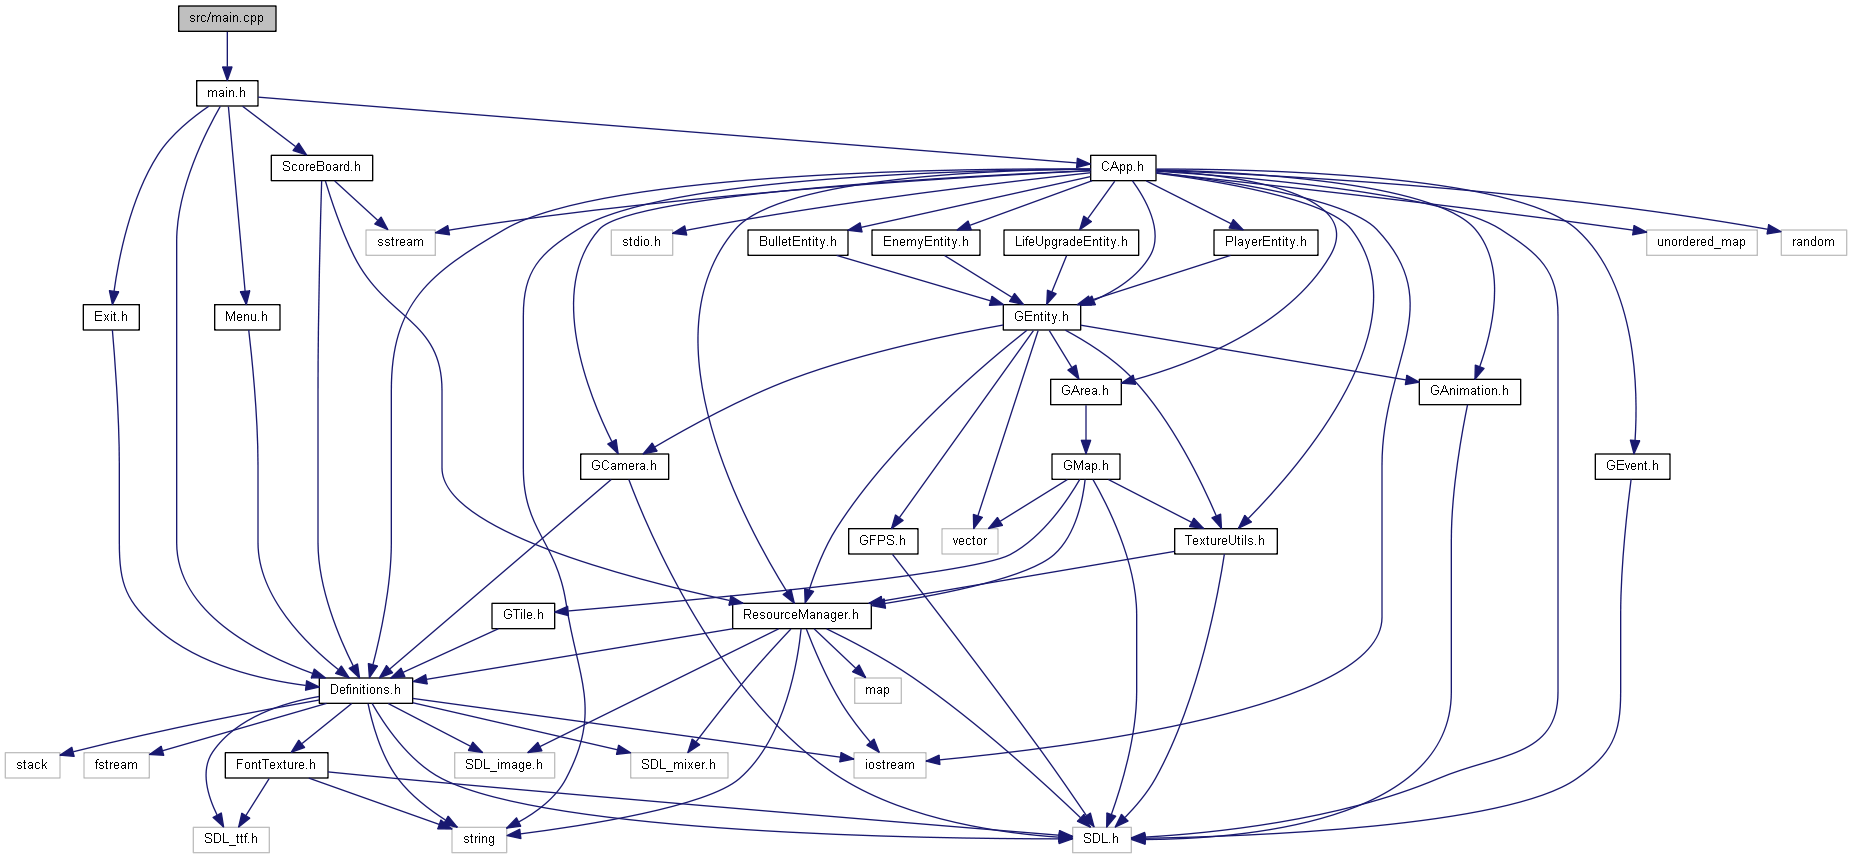 src/main.cpp
main.h
ScoreBoard.h
CApp.h
sstream
stdio.h
BulletEntity.h
EnemyEntity.h
LifeUpgradeEntity.h
PlayerEntity.h
unordered_map
random
Exit.h
Menu.h
GEntity.h
GArea.h
GAnimation.h
GCamera.h
GMap.h
GEvent.h
GFPS.h
vector
TextureUtils.h
GTile.h
ResourceManager.h
Definitions.h
map
stack
fstream
FontTexture.h
SDL_image.h
SDL_mixer.h
iostream
SDL_ttf.h
string
SDL.h